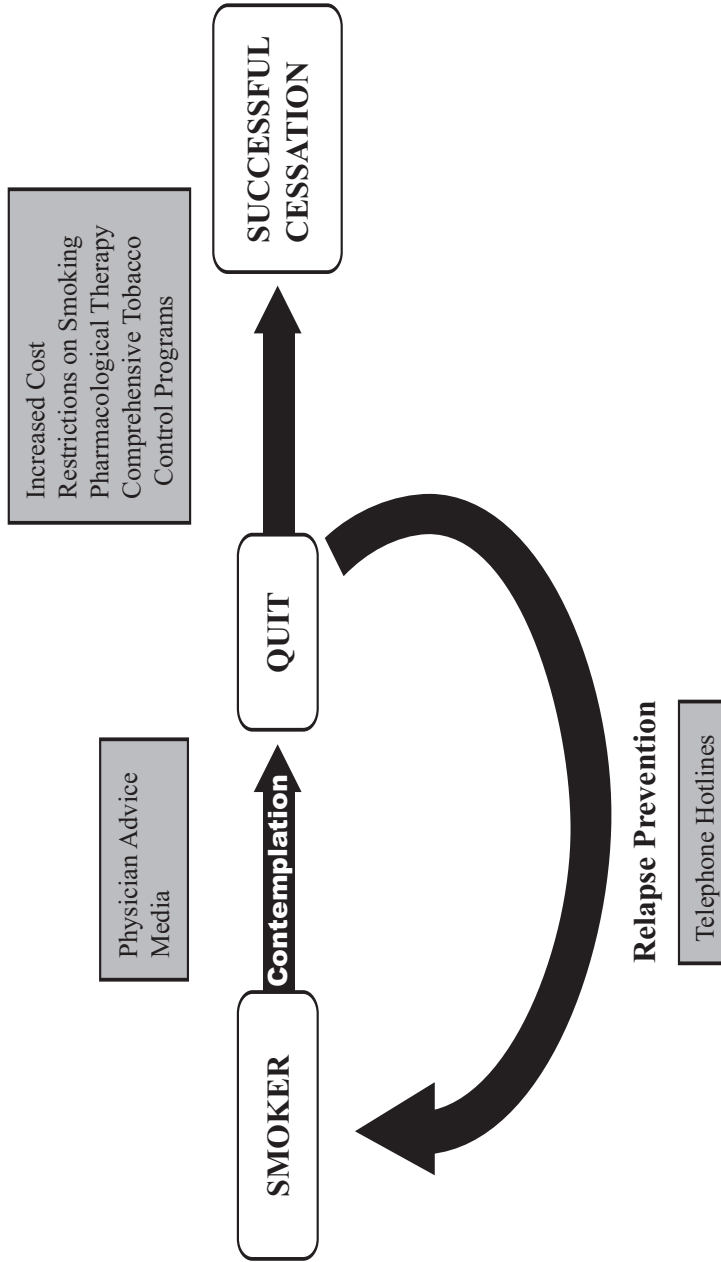 Increased Cost
Restrictions on Smoking
Pharmacological Therapy
Comprehensive Tobacco
Control Programs
Physician Advice
Media
SMOKER
Contemplation
QUIT
SUCCESSFUL
CESSATION
Relapse Prevention
Telephone Hotlines